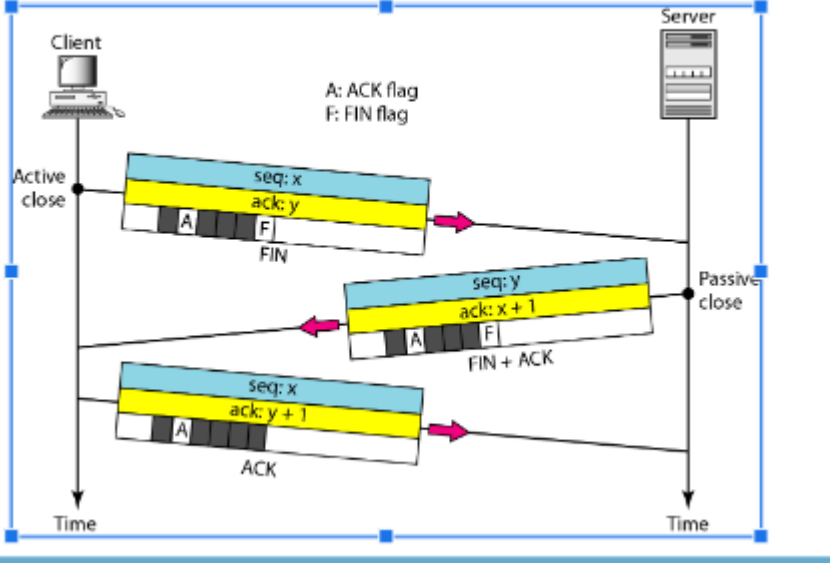 Client
Server
A: ACK flag
F: FIN flag
Active
close
seq: x
ack: y
A
F
FIN
Passive
close
seq: y
ack: x + 1
A
F
FIN + ACK
seq: x
ack: y + 1
A
ACK
Time
Time